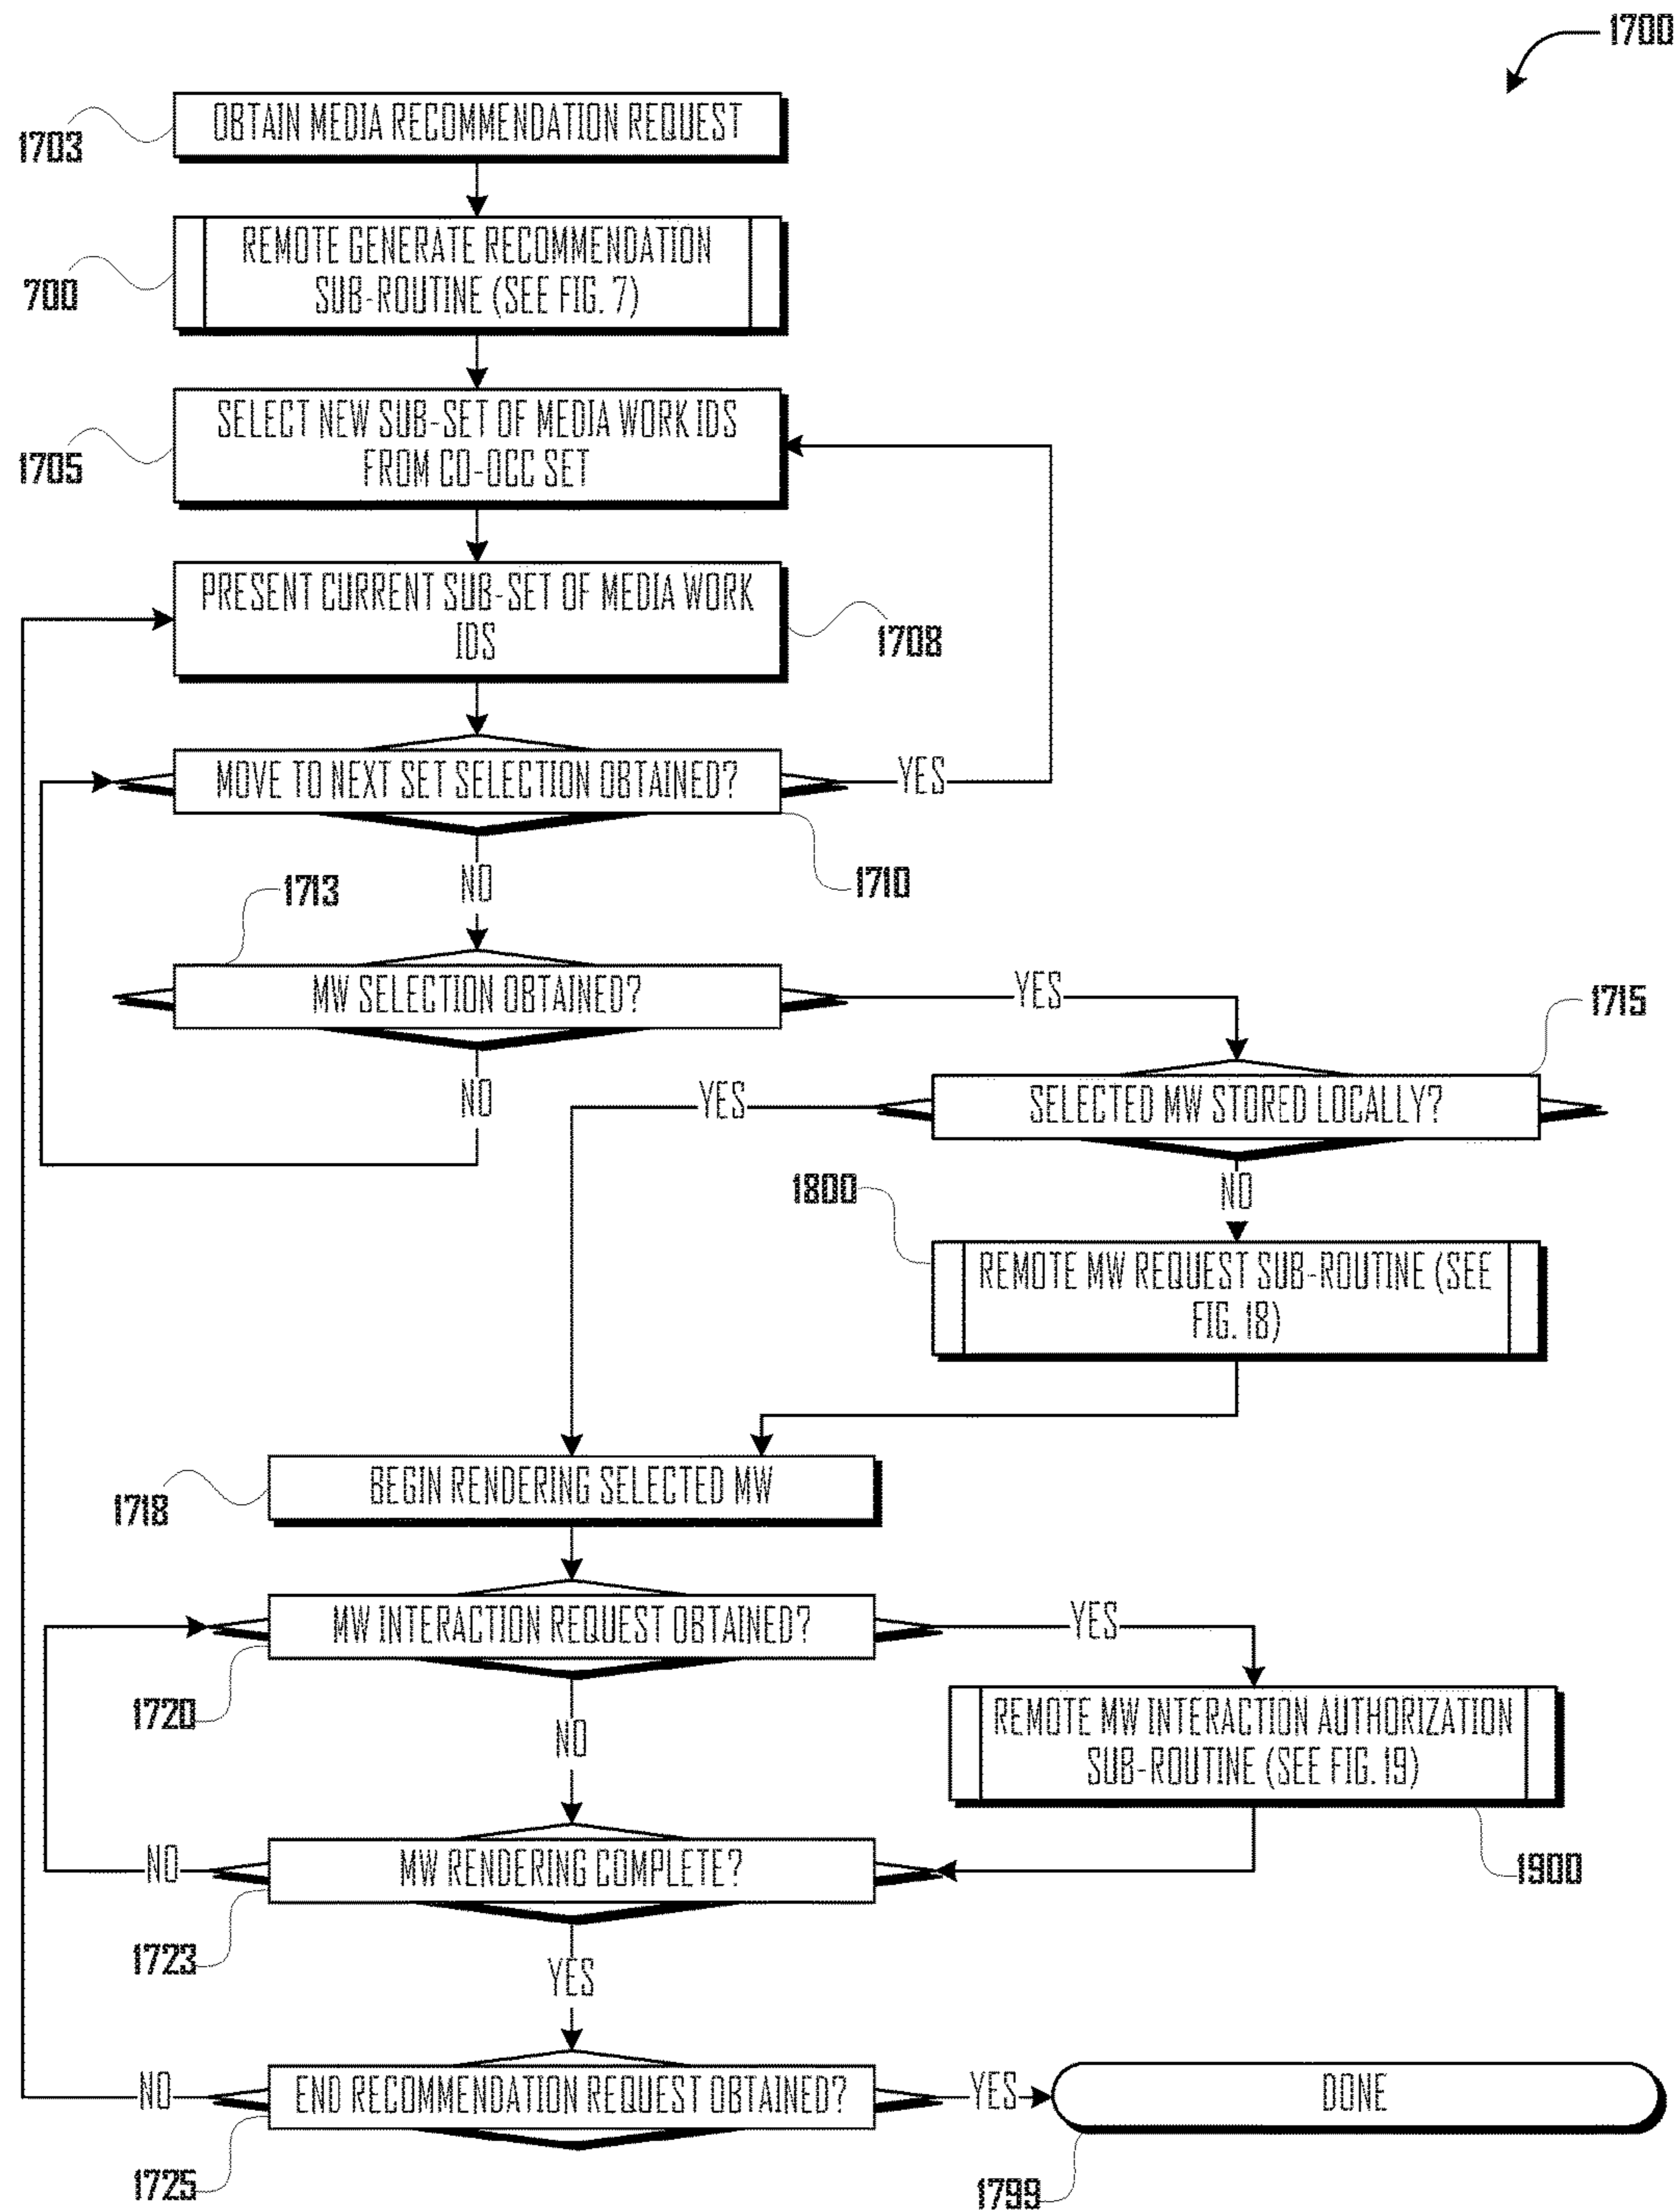 1700
1703
OBTAIN MEDIA RECOMMENDATION REQUEST
700
REMOTE GENERATE RECOMMENDATION
SUB-ROUTINE (SEE FIG. 7)
1705
SELECT NEW SUB-SET OF MEDIA WORK IDS
FROM CO-OCC SET
PRESENT CURRENT SUB-SET OF MEDIA WORK
IDS
1708
MOVE TO NEXT SET SELECTION OBTAINED?
YES
1710
NO
1713
MW SELECTION OBTAINED?
YES
NO
1715
SELECTED MW STORED LOCALLY?
YES
NO
1800
REMOTE MW REQUEST SUB-ROUTINE (SEE
FIG. 18)
1718
BEGIN RENDERING SELECTED MW
MW INTERACTION REQUEST OBTAINED?
YES
1720
NO
REMOTE MW INTERACTION AUTHORIZATION
SUB-ROUTINE (SEE FIG. 19)
1900
NO
MW RENDERING COMPLETE?
1723
YES
NO
END RECOMMENDATION REQUEST OBTAINED?
YES
DONE
1725
1799